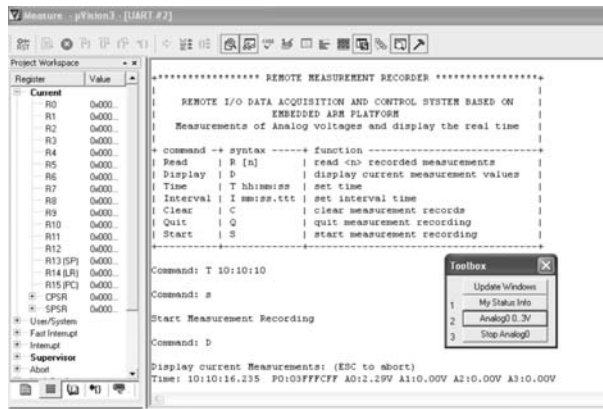 Measure - µVision3 - [UART #2]
Project Workspace
Register Value
Current
R0 0x000...
R1 0x000...
R2 0x000...
R3 0x000...
R4 0x000...
R5 0x000...
R6 0x000...
R7 0x000...
R8 0x000...
R9 0x000...
R10 0x000...
R11 0x000...
R12 0x000...
R13 (SP) 0x000...
R14 (LR) 0x000...
R15 (PC) 0x000...
CPSR 0x000...
SPSR 0x000...
User/System
Fast Interrupt
Interrupt
Supervisor
Abort
+***************** REMOTE MEASUREMENT RECORDER *****************+
| REMOTE I/O DATA ACQUISITION AND CONTROL SYSTEM BASED ON |
| EMBEDDED ARM PLATFORM |
| Measurements of Analog voltages and display the real time |
+ command -+ syntax -----+ function ----------------------------+
| Read | R [n] | read <n> recorded measurements |
| Display | D | display current measurement values |
| Time | T hh:mm:ss | set time |
| Interval | I mm:ss.ttt | set interval time |
| Clear | C | clear measurement records |
| Quit | Q | quit measurement recording |
| Start | S | start measurement recording |
Command: T 10:10:10
Command: s
Start Measurement Recording
Command: D
Display current Measurements: (ESC to abort)
Time: 10:10:16.235 P0:03FFFCFF A0:2.29V A1:0.00V A2:0.00V A3:0.00V
Toolbox
Update Windows
1 My Status Info
2 Analog0 0..3V
3 Stop Analog0